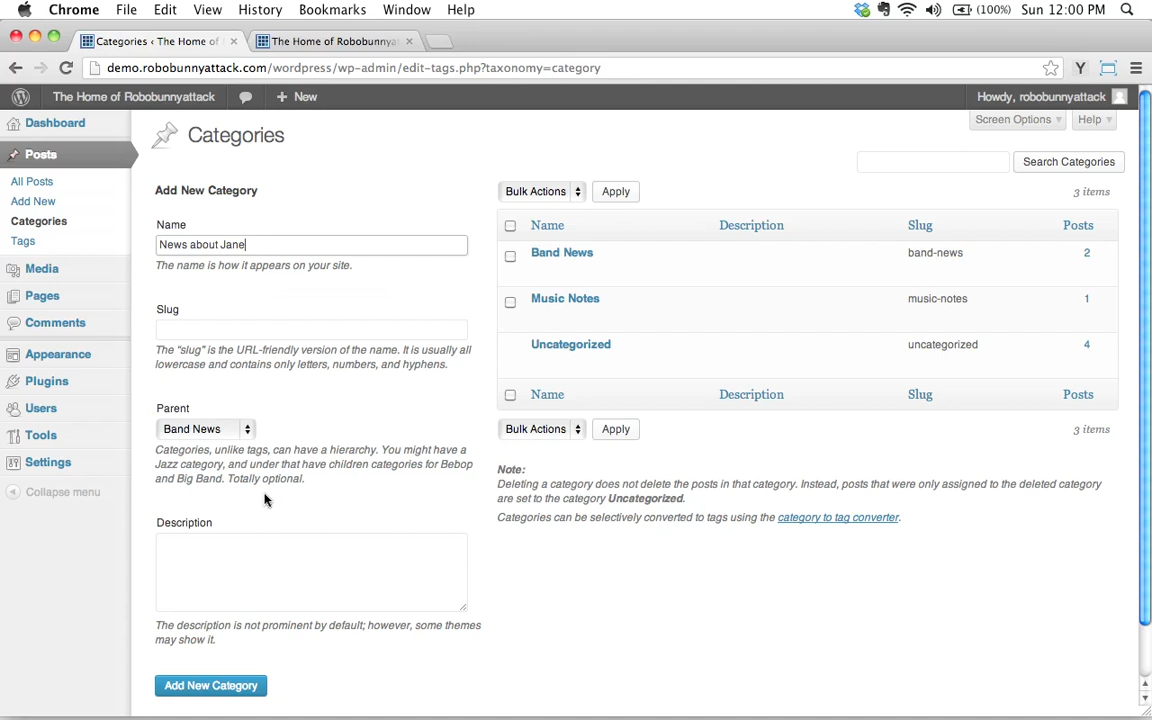 Chrome File Edit View History Bookmarks Window Help (100%) Sun 12:00 PM
Categories ‹ The Home of
The Home of Robobunnya
demo.robobunnyattack.com/wordpress/wp-admin/edit-tags.php?taxonomy=category
The Home of Robobunnyattack + New Howdy, robobunnyattack
Screen Options Help
Dashboard
Posts
All Posts
Add New
Categories
Tags
Media
Pages
Comments
Appearance
Plugins
Users
Tools
Settings
Collapse menu
Categories
Search Categories
Add New Category
Name
News about Jane
The name is how it appears on your site.
Slug
The “slug” is the URL-friendly version of the name. It is usually all
lowercase and contains only letters, numbers, and hyphens.
Parent
Band News
Categories, unlike tags, can have a hierarchy. You might have a
Jazz category, and under that have children categories for Bebop
and Big Band. Totally optional.
Description
The description is not prominent by default; however, some themes
may show it.
Add New Category
Bulk Actions Apply 3 items
Name Description Slug Posts
Band News band-news 2
Music Notes music-notes 1
Uncategorized uncategorized 4
Name Description Slug Posts
Bulk Actions Apply 3 items
Note:
Deleting a category does not delete the posts in that category. Instead, posts that were only assigned to the deleted category
are set to the category Uncategorized.
Categories can be selectively converted to tags using the category to tag converter.